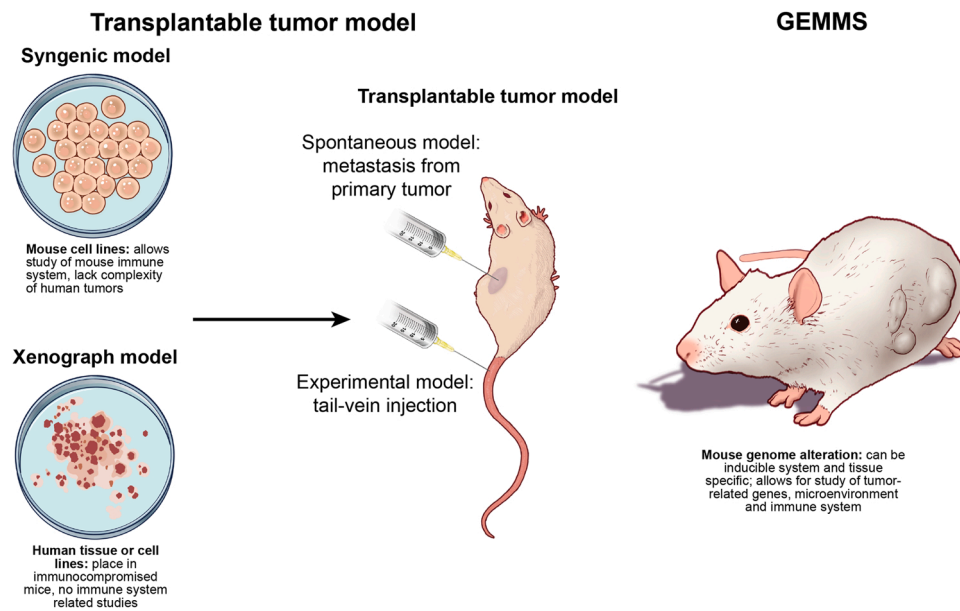 Transplantable tumor model
GEMMS
Syngenic model
Mouse cell lines: allows
study of mouse immune
system, lack complexity
of human tumors
Xenograph model
Human tissue or cell
lines: place in
immunocompromised
mice, no immune system
related studies
Transplantable tumor model
Spontaneous model:
metastasis from
primary tumor
Experimental model:
tail-vein injection
Mouse genome alteration: can be
inducible system and tissue
specific; allows for study of tumor-
related genes, microenvironment
and immune system